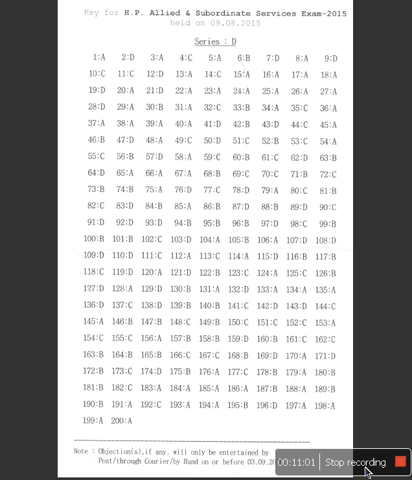 Key for H.P. Allied & Subordinate Services Exam-2015
held on 09.08.2015
Series : D
1:A 2:D 3:A 4:C 5:A 6:B 7:D 8:A 9:D
10:C 11:C 12:D 13:A 14:C 15:A 16:A 17:A 18:A
19:D 20:A 21:D 22:A 23:A 24:A 25:A 26:A 27:A
28:D 29:A 30:B 31:A 32:C 33:B 34:A 35:C 36:A
37:A 38:A 39:A 40:A 41:D 42:B 43:D 44:C 45:A
46:B 47:D 48:A 49:C 50:D 51:C 52:B 53:C 54:A
55:C 56:B 57:D 58:A 59:C 60:B 61:C 62:D 63:B
64:D 65:A 66:A 67:A 68:B 69:C 70:C 71:B 72:C
73:B 74:B 75:A 76:D 77:C 78:D 79:A 80:C 81:B
82:C 83:D 84:B 85:A 86:B 87:D 88:B 89:D 90:C
91:D 92:D 93:D 94:B 95:B 96:B 97:D 98:C 99:B
100:B 101:B 102:C 103:D 104:A 105:B 106:A 107:D 108:D
109:D 110:D 111:C 112:A 113:C 114:A 115:D 116:B 117:B
118:C 119:D 120:A 121:D 122:B 123:C 124:A 125:C 126:B
127:D 128:A 129:D 130:B 131:A 132:D 133:A 134:A 135:A
136:D 137:C 138:D 139:B 140:B 141:C 142:D 143:D 144:C
145:A 146:B 147:B 148:C 149:B 150:C 151:C 152:C 153:A
154:C 155:C 156:A 157:B 158:B 159:D 160:B 161:C 162:C
163:B 164:B 165:B 166:C 167:C 168:B 169:D 170:A 171:D
172:B 173:C 174:D 175:B 176:A 177:C 178:B 179:A 180:B
181:B 182:C 183:A 184:A 185:A 186:A 187:B 188:A 189:B
190:B 191:A 192:C 193:A 194:A 195:B 196:D 197:A 198:A
199:A 200:A
Note : Objection(s),if any, will only be entertained by
Post/through Courier/by Hand on or before 03.09.20
00:11:01 Stop recording